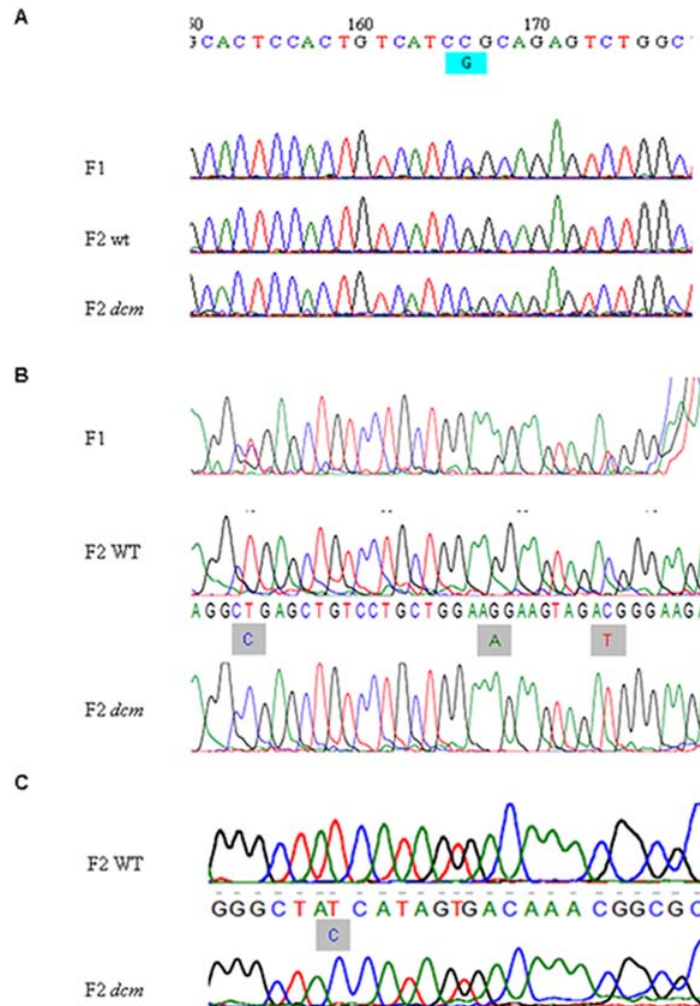 A
160 170
GCACTCCACTGTCATCCGCAGAGTCTGGC
G
F1
F2 wt
F2 dcm
B
F1
F2 WT
AGGCTGAGCTGTCCTGCTGGAAGGAAGTAGACGGGAAG
C A T
F2 dcm
C
F2 WT
GGGCTATCATAGTGACAAACGGCGC
C
F2 dcm